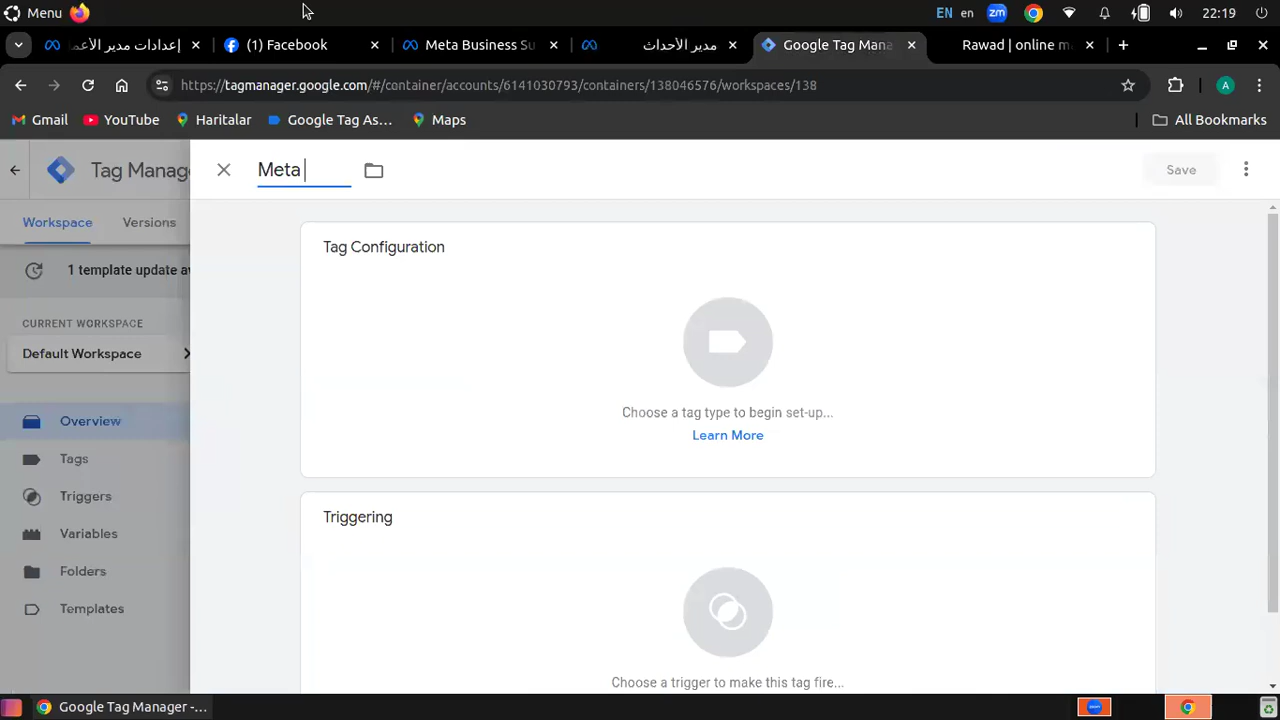 Menu
EN en zm 22:19
إعدادات مدير الأعم
(1) Facebook
Meta Business Su
مدير الأحداث
Google Tag Mana
Rawad | online m
https://tagmanager.google.com/#/container/accounts/6141030793/containers/138046576/workspaces/138
A
Gmail
YouTube
Haritalar
Google Tag As...
Maps
All Bookmarks
Tag Manag
Meta
Save
Workspace
Versions
1 template update av
CURRENT WORKSPACE
Default Workspace
Overview
Tags
Triggers
Variables
Folders
Templates
Tag Configuration
Choose a tag type to begin set-up...
Learn More
Triggering
Choose a trigger to make this tag fire...
Google Tag Manager -...
zoom